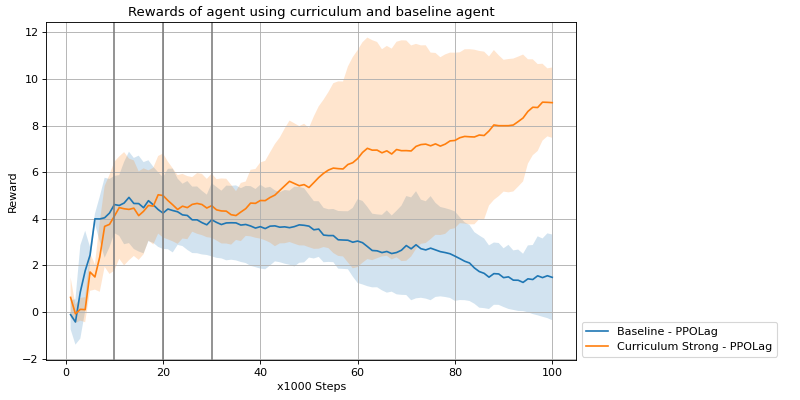 Rewards of agent using curriculum and baseline agent
12
10
8
6
4
2
0
−2
Reward
0 20 40 60 80 100
x1000 Steps
Baseline - PPOLag
Curriculum Strong - PPOLag